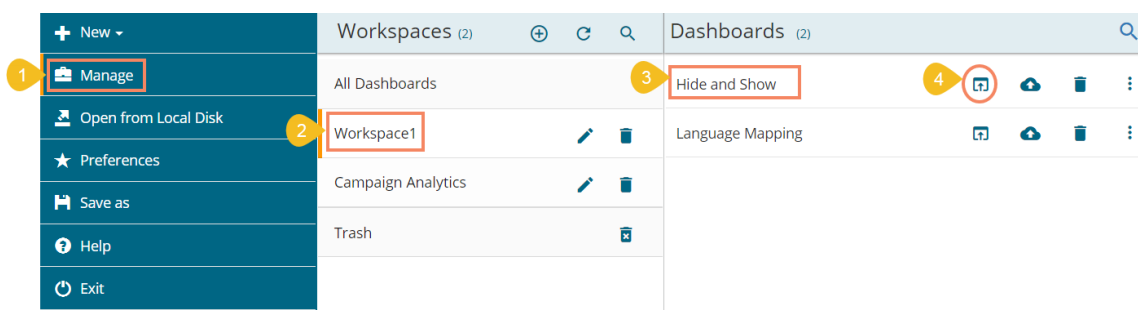 New
1
Manage
Open from Local Disk
Preferences
Save as
Help
Exit
Workspaces (2)
All Dashboards
2
Workspace1
Campaign Analytics
Trash
Dashboards (2)
3
Hide and Show
4
Language Mapping